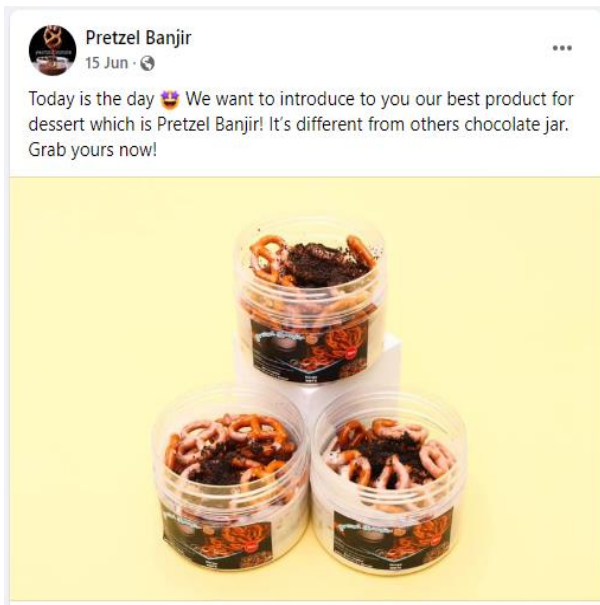 Pretzel Banjir
15 Jun
Today is the day 🤩 We want to introduce to you our best product for
dessert which is Pretzel Banjir! It's different from others chocolate jar.
Grab yours now!